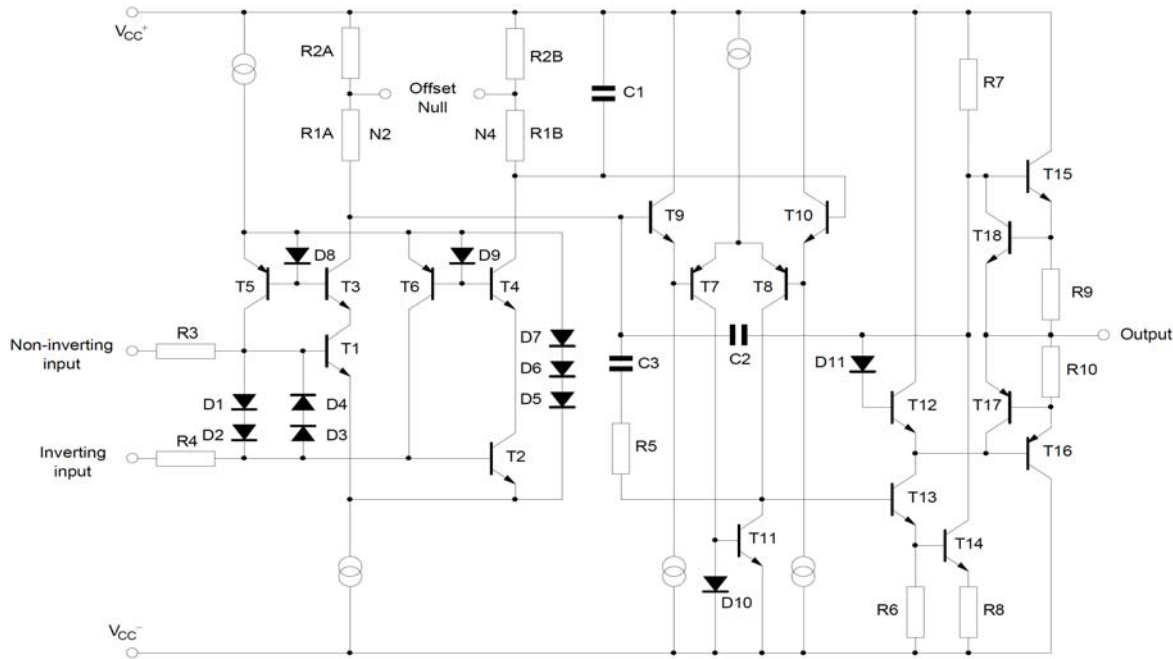 VCC+
R2A
R2B
Offset
Null
C1
R7
R1A
N2
N4
R1B
T15
T9
T10
T18
D8
D9
T5
T3
T6
T4
T7
T8
R9
R3
D7
Non-inverting
input
T1
D6
C3
C2
D11
Output
R10
D1
D4
D5
T12
T17
D2
D3
Inverting
input
R4
T2
R5
T16
T13
T11
T14
D10
R6
R8
VCC−